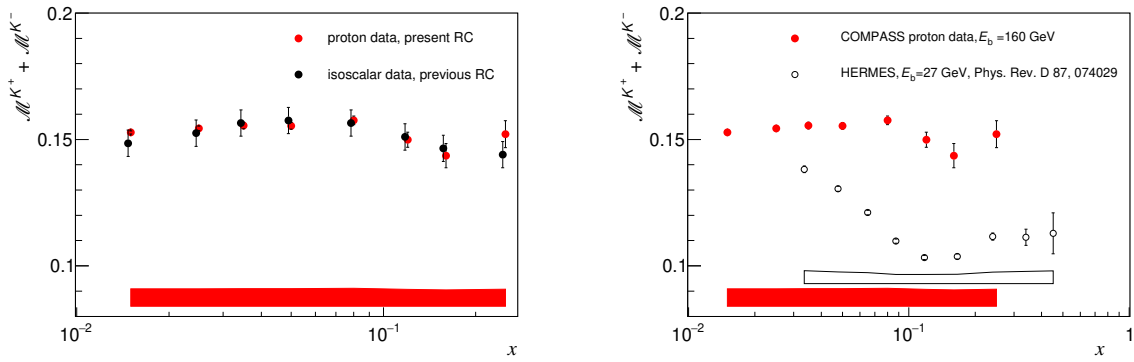 ℳ^{K^+} + ℳ^{K^-}
0.2
0.15
0.1
proton data, present RC
isoscalar data, previous RC
10^{−2}
10^{−1}
x
ℳ^{K^+} + ℳ^{K^-}
0.2
0.15
0.1
COMPASS proton data, E_b =160 GeV
HERMES, E_b=27 GeV, Phys. Rev. D 87, 074029
10^{−2}
10^{−1}
1
x